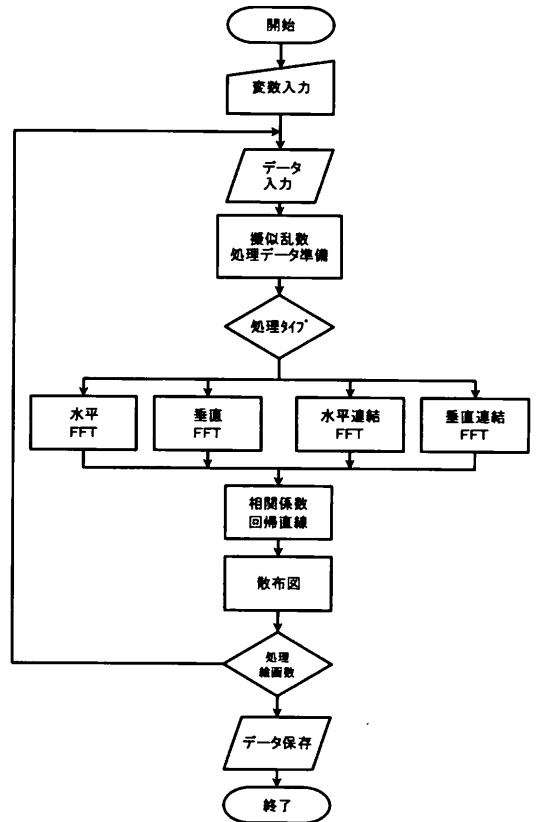 開始
変数入力
データ
入力
擬似乱数
処理データ準備
処理タイプ
水平
FFT
垂直
FFT
水平連結
FFT
垂直連結
FFT
相関係数
回帰直線
散布図
処理
絵画数
データ保存
終了